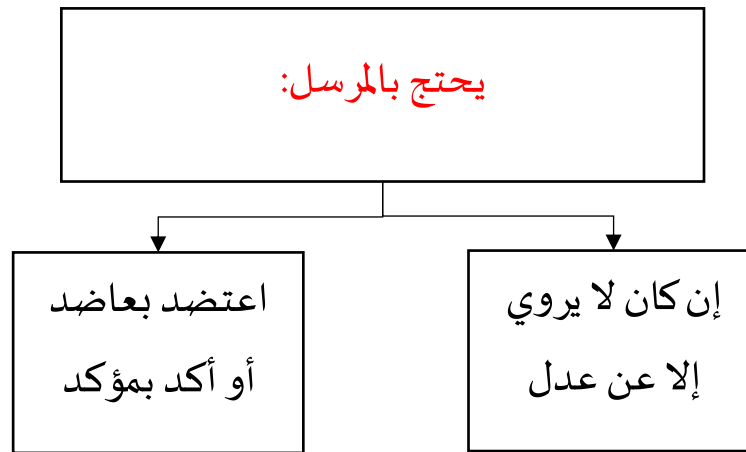 يحتج بالمرسل:
إن كان لا يروي
إلا عن عدل
اعتضد بعاضد
أو أكد بمؤكد